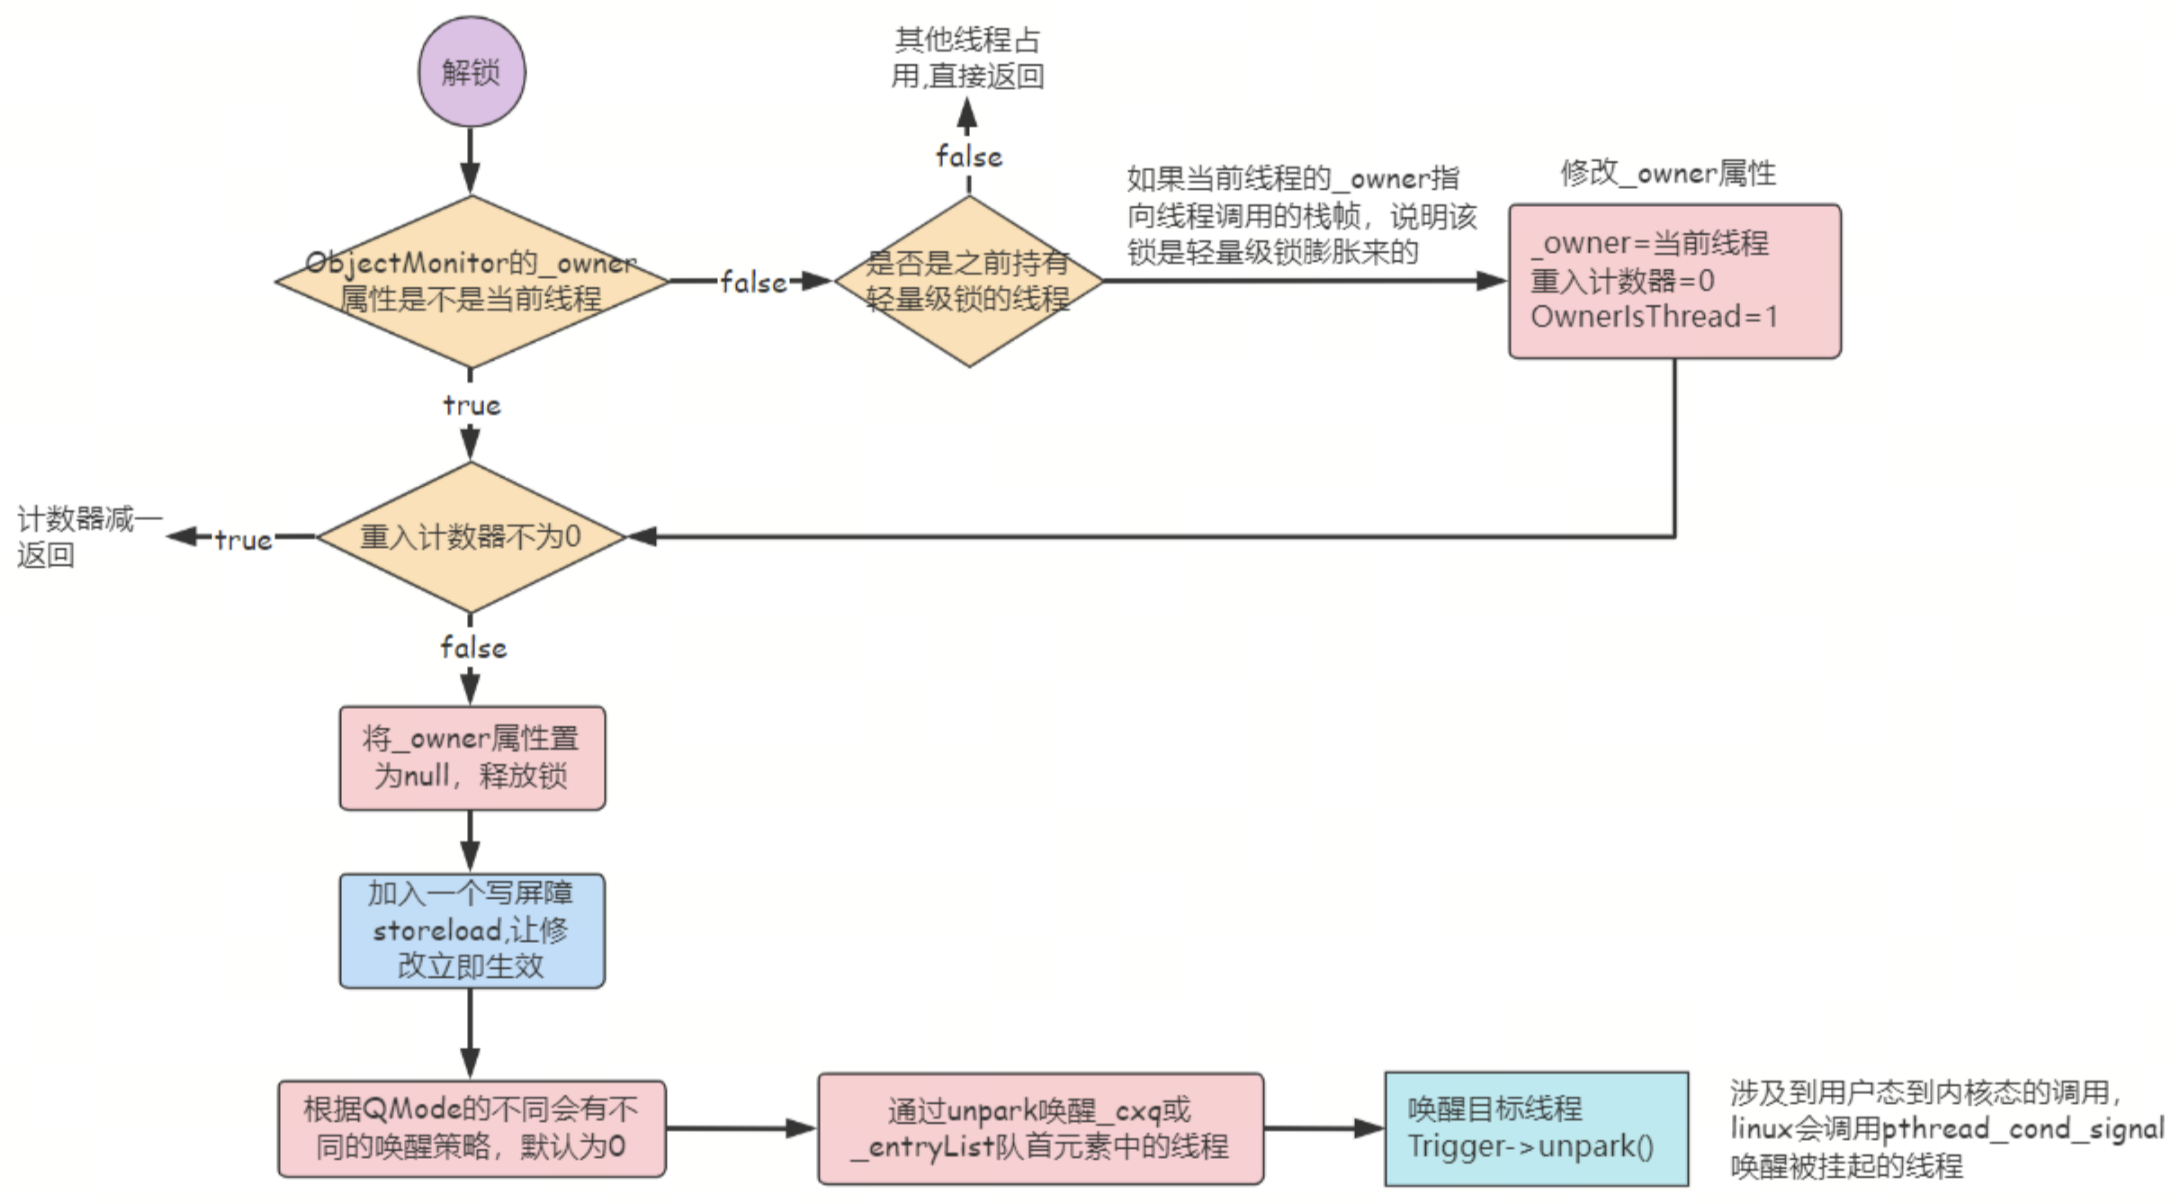 解锁
其他线程占
用,直接返回
false
如果当前线程的_owner指
向线程调用的栈帧，说明该
锁是轻量级锁膨胀来的
修改_owner属性
ObjectMonitor的_owner
属性是不是当前线程
false
是否是之前持有
轻量级锁的线程
_owner=当前线程
重入计数器=0
OwnerIsThread=1
true
计数器减一
返回
true
重入计数器不为0
false
将_owner属性置
为null，释放锁
加入一个写屏障
storeload,让修
改立即生效
根据QMode的不同会有不
同的唤醒策略，默认为0
通过unpark唤醒_cxq或
_entryList队首元素中的线程
唤醒目标线程
Trigger->unpark()
涉及到用户态到内核态的调用，
linux会调用pthread_cond_signal
唤醒被挂起的线程